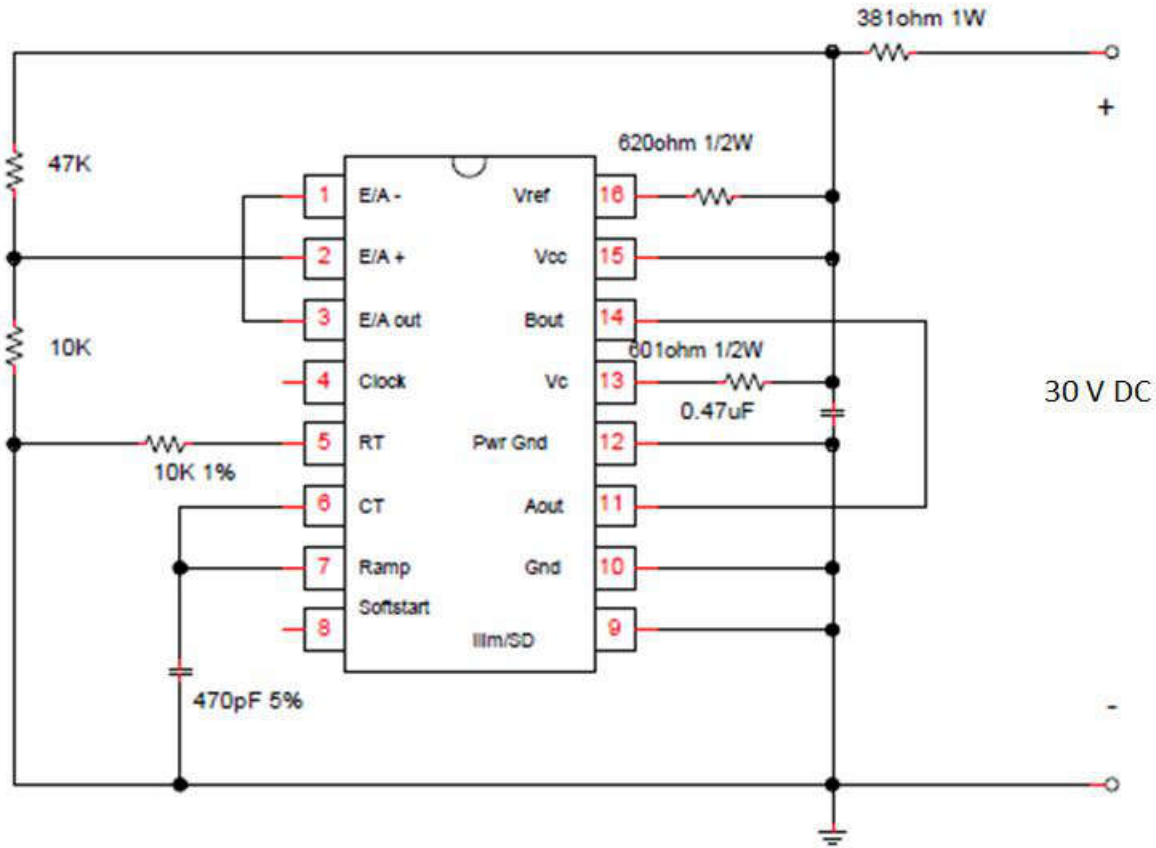 381ohm 1W
+
620ohm 1/2W
47K
1 E/A - Vref 16
2 E/A + Vcc 15
3 E/A out Bout 14
10K
601ohm 1/2W
4 Clock Vc 13
0.47uF
30 V DC
5 RT Pwr Gnd 12
10K 1%
6 CT Aout 11
7 Ramp Gnd 10
Softstart
8 9
IIIm/SD
470pF 5%
-